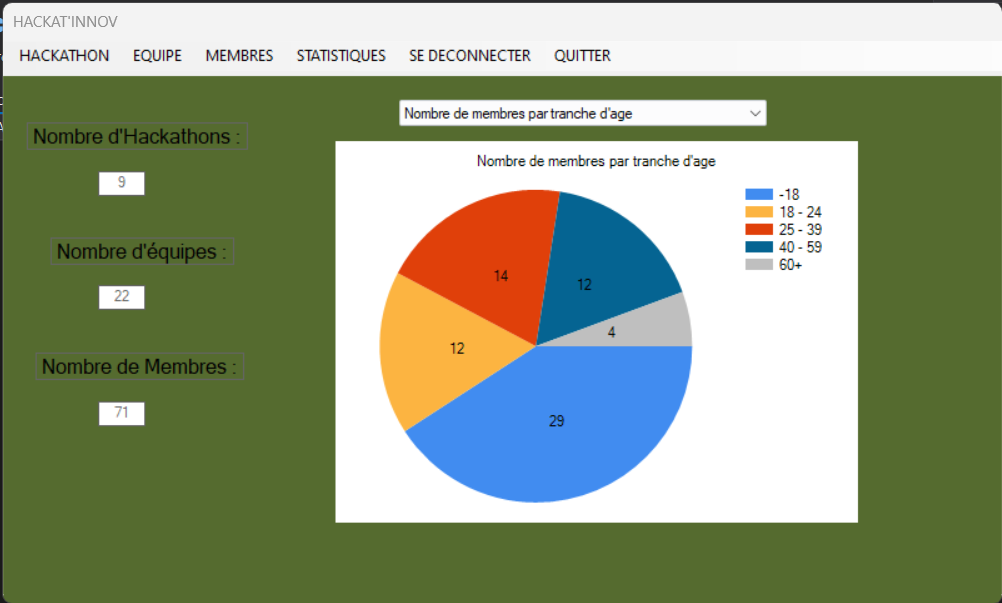 HACKAT'INNOV
HACKATHON EQUIPE MEMBRES STATISTIQUES SE DECONNECTER QUITTER
Nombre d'Hackathons :
9
Nombre d'équipes :
22
Nombre de Membres :
71
Nombre de membres par tranche d'age
Nombre de membres par tranche d'age
14
12
12
4
29
-18
18 - 24
25 - 39
40 - 59
60+